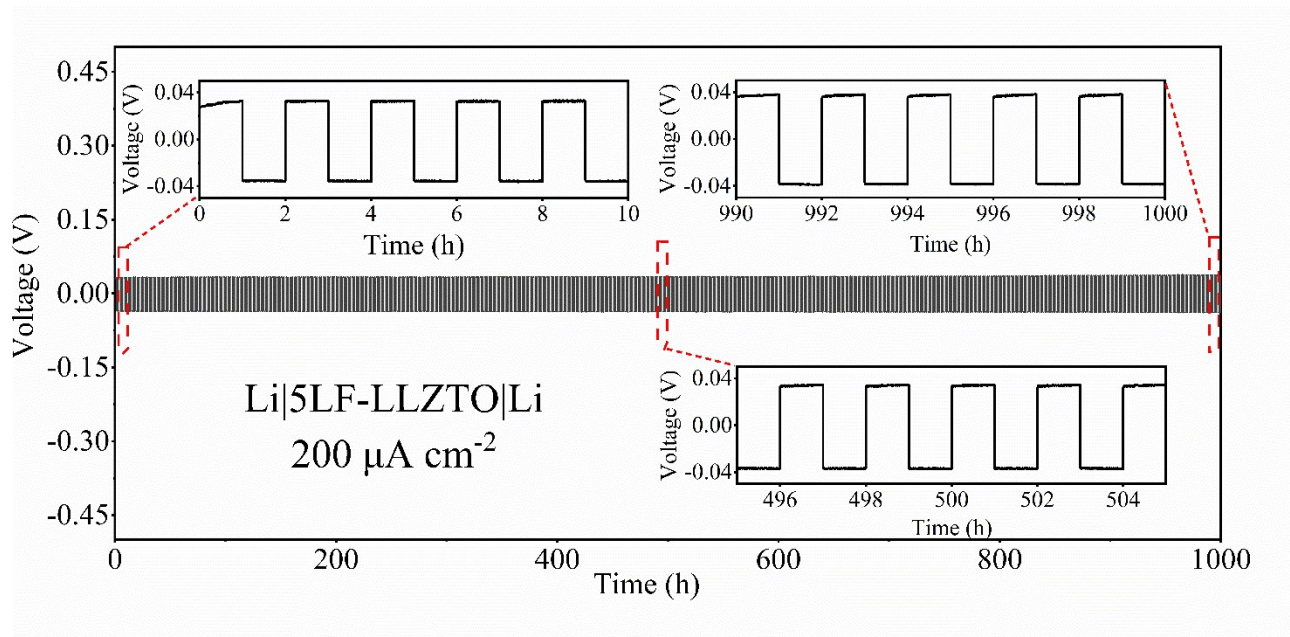 0.45
0.30
0.15
0.00
-0.15
-0.30
-0.45
Voltage (V)
0 200 400 600 800 1000
Time (h)
0.04
0.00
-0.04
Voltage (V)
0 2 4 6 8 10
Time (h)
0.04
0.00
-0.04
Voltage (V)
990 992 994 996 998 1000
Time (h)
Li|5LF-LLZTO|Li
200 μA cm⁻²
0.04
0.00
-0.04
Voltage (V)
496 498 500 502 504
Time (h)